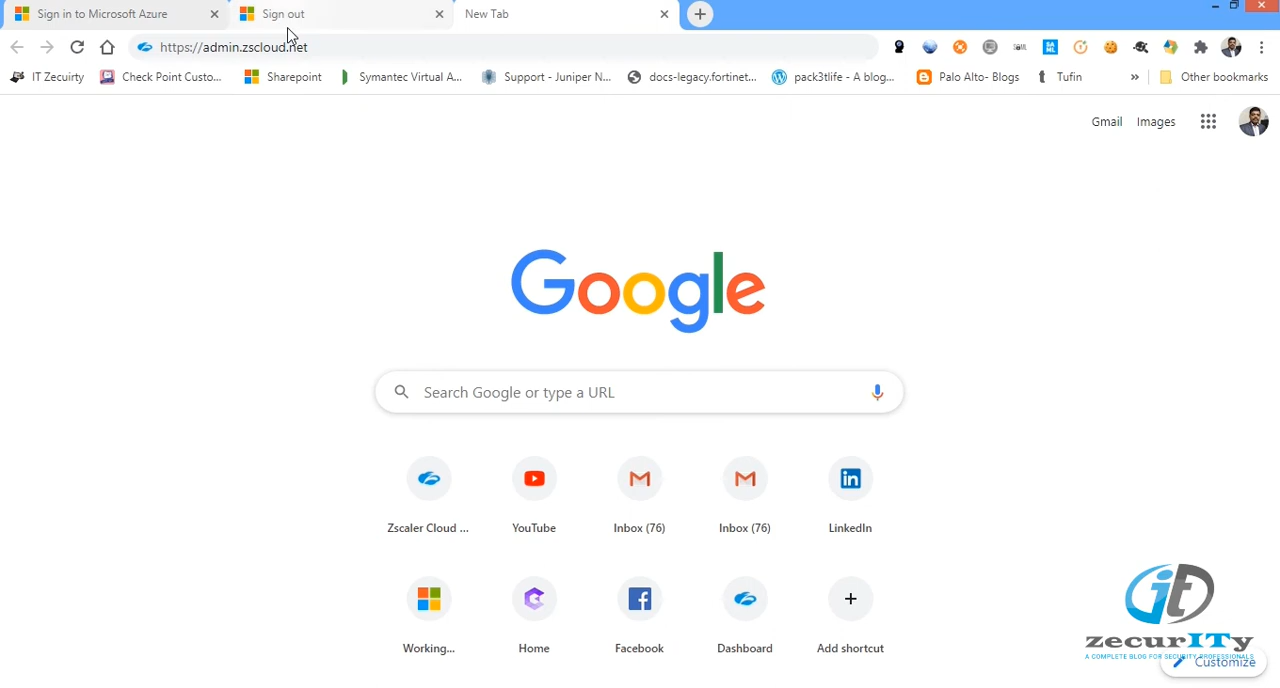 Sign in to Microsoft Azure
Sign out
New Tab
https://admin.zscloud.net
IT Zecuirty
Check Point Custo...
Sharepoint
Symantec Virtual A...
Support - Juniper N...
docs-legacy.fortinet...
pack3tlife - A blog...
Palo Alto- Blogs
Tufin
Other bookmarks
Gmail
Images
Google
Search Google or type a URL
Zscaler Cloud ...
YouTube
Inbox (76)
Inbox (76)
LinkedIn
Working...
Home
Facebook
Dashboard
Add shortcut
it
zecurITy
A COMPLETE BLOG FOR SECURITY PROFESSIONALS
Customize